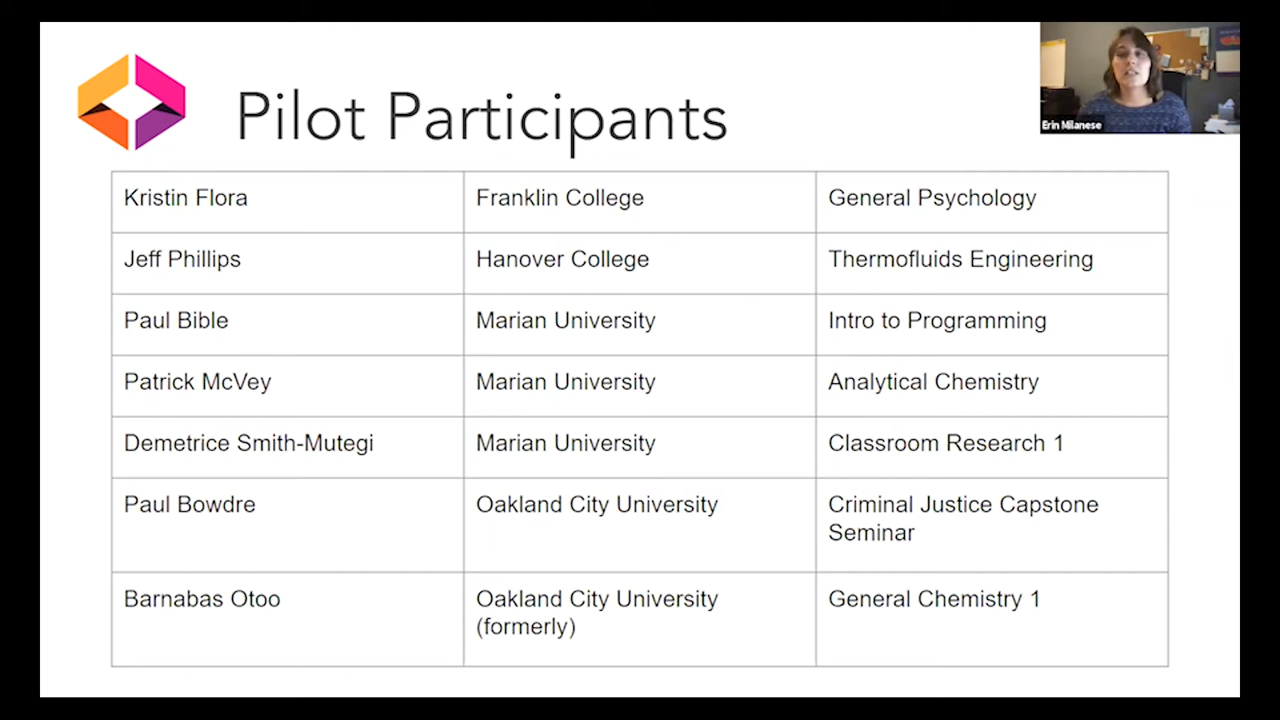 Pilot Participants
Erin Milanese
Kristin Flora
Franklin College
General Psychology
Jeff Phillips
Hanover College
Thermofluids Engineering
Paul Bible
Marian University
Intro to Programming
Patrick McVey
Marian University
Analytical Chemistry
Demetrice Smith-Mutegi
Marian University
Classroom Research 1
Paul Bowdre
Oakland City University
Criminal Justice Capstone
Seminar
Barnabas Otoo
Oakland City University
(formerly)
General Chemistry 1